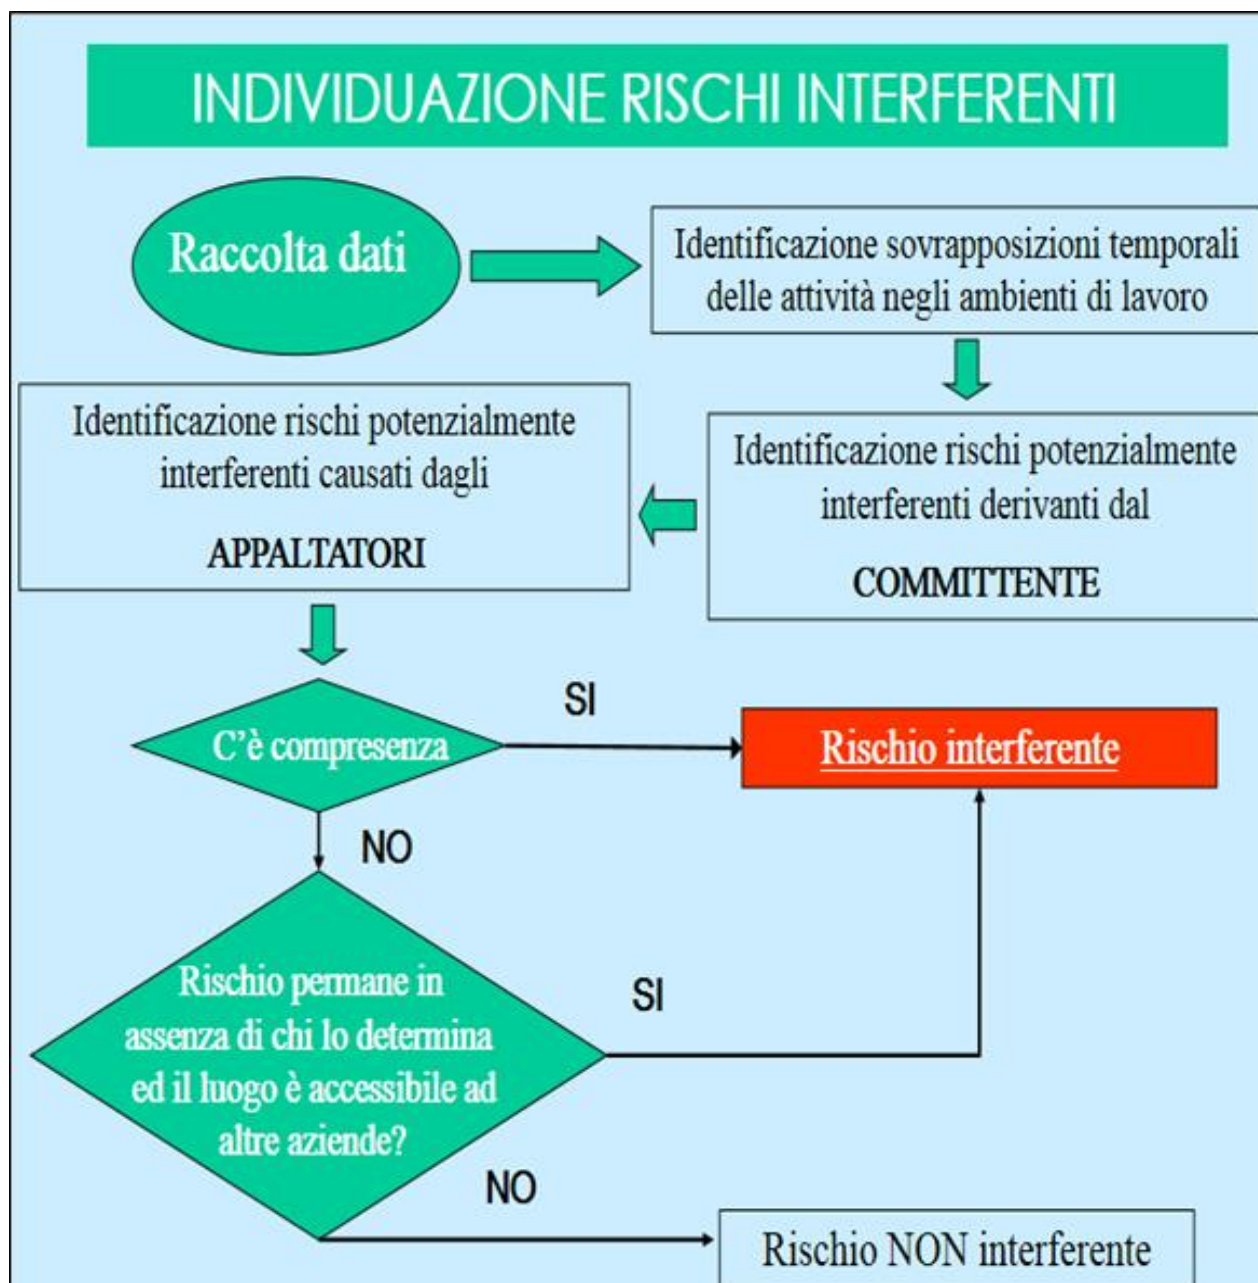 INDIVIDUAZIONE RISCHI INTERFERENTI
Raccolta dati
Identificazione sovrapposizioni temporali
delle attività negli ambienti di lavoro
Identificazione rischi potenzialmente
interferenti derivanti dal
COMMITTENTE
Identificazione rischi potenzialmente
interferenti causati dagli
APPALTATORI
C'è compresenza
SI
Rischio interferente
NO
Rischio permane in
assenza di chi lo determina
ed il luogo è accessibile ad
altre aziende?
SI
NO
Rischio NON interferente